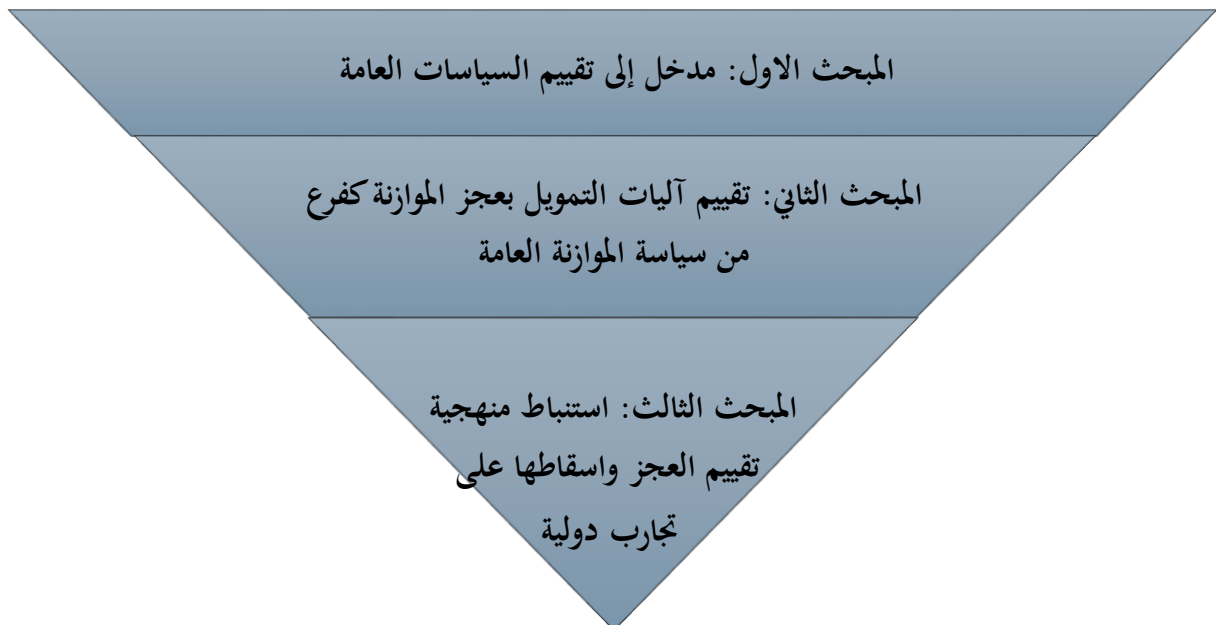 المبحث الاول: مدخل إلى تقييم السياسات العامة
المبحث الثاني: تقييم آليات التمويل بعجز الموازنة كفرع
من سياسة الموازنة العامة
المبحث الثالث: استنباط منهجية
تقييم العجز واسقاطها على
تجارب دولية